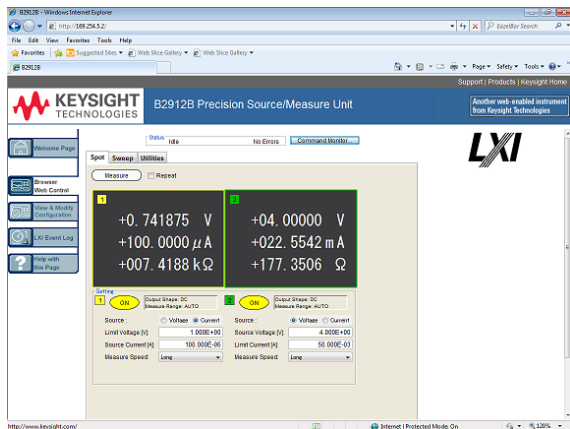 B2912B - Windows Internet Explorer
http://169.254.5.2/
ExcelBar Search
File Edit View Favorites Tools Help
Favorites Suggested Sites Web Slice Gallery Web Slice Gallery
B2912B
Page Safety Tools
Support | Products | Keysight Home
KEYSIGHT
TECHNOLOGIES
B2912B Precision Source/Measure Unit
Another web-enabled instrument
from Keysight Technologies
Status
Idle No Errors Command Monitor...
LXI
Welcome Page
Browser
Web Control
View & Modify
Configuration
LXI Event Log
Help with
this Page
Spot Sweep Utilities
Measure Repeat
1
+0.741875 V
+100.0000 μA
+007.4188 kΩ
2
+04.00000 V
+022.5542 mA
+177.3506 Ω
Setting
1 ON Output Shape: DC
Measure Range: AUTO
Source : Voltage Current
Limit Voltage [V]: 1.000E+00
Source Current [A]: 100.000E-06
Measure Speed: Long
2 ON Output Shape: DC
Measure Range: AUTO
Source : Voltage Current
Source Voltage [V]: 4.000E+00
Limit Current [A]: 50.000E-03
Measure Speed: Long
http://www.keysight.com/
Internet | Protected Mode: On
120%